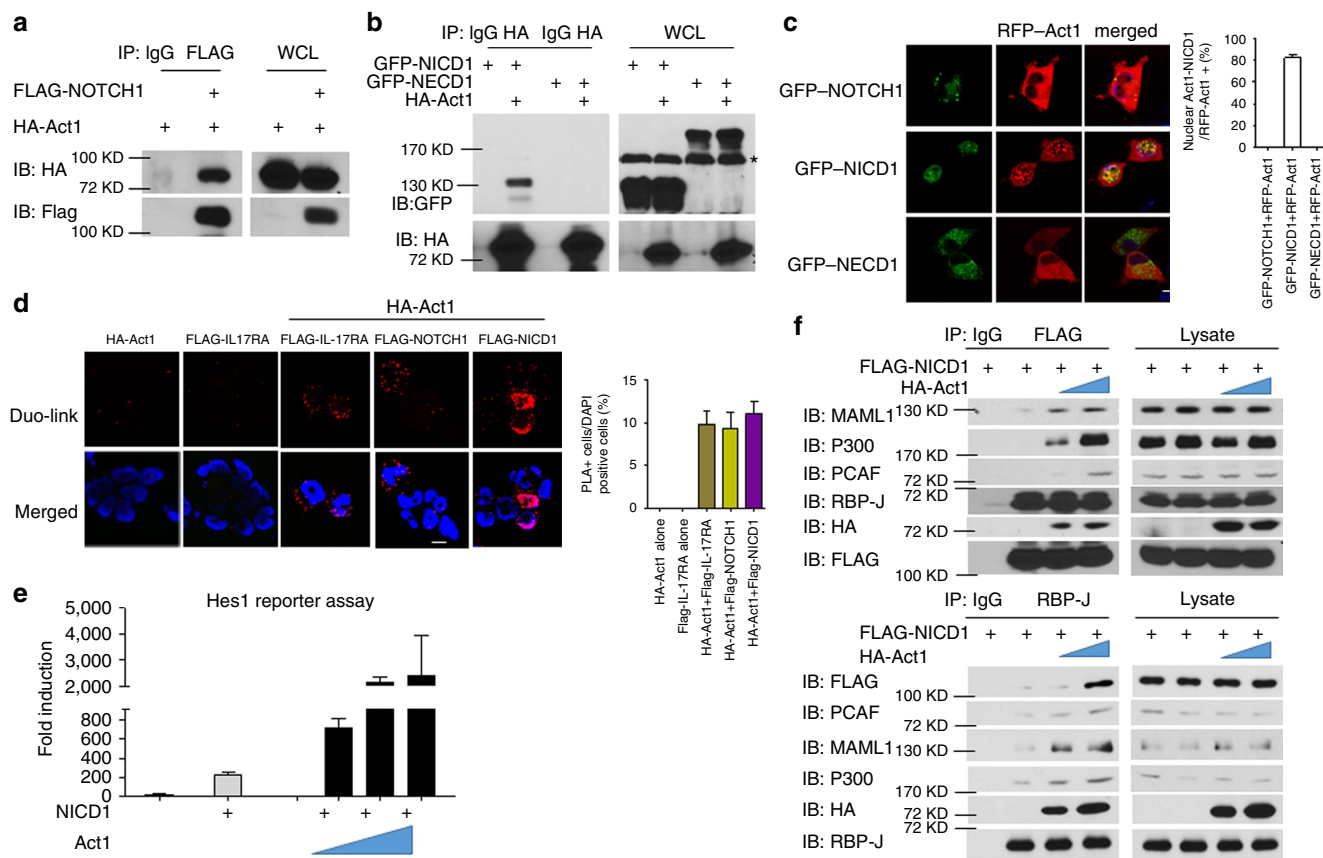 a
IP: IgG FLAG WCL
FLAG-NOTCH1 + +
HA-Act1 + + + +
IB: HA
100 KD
72 KD
IB: Flag
100 KD
b
IP: IgG HA IgG HA WCL
GFP-NICD1 + + + +
GFP-NECD1 + + + +
HA-Act1 + + + +
170 KD
*
130 KD
IB:GFP
IB: HA
72 KD
c
RFP–Act1 merged
GFP–NOTCH1
GFP–NICD1
GFP–NECD1
Nuclear Act1-NICD1
/RFP-Act1 + (%)
100
80
60
40
20
0
GFP-NOTCH1+RFP-Act1
GFP-NICD1+RFP-Act1
GFP-NECD1+RFP-Act1
d
HA-Act1
HA-Act1 FLAG-IL17RA FLAG-IL-17RA FLAG-NOTCH1 FLAG-NICD1
Duo-link
Merged
PLA+ cells/DAPI
positive cells (%)
15
10
5
0
HA-Act1 alone
Flag-IL-17RA alone
HA-Act1+Flag-IL-17RA
HA-Act1+Flag-NOTCH1
HA-Act1+Flag-NICD1
e
Hes1 reporter assay
Fold induction
5,000
4,000
3,000
2,000
800
600
400
200
0
NICD1 + + + +
Act1
f
IP: IgG FLAG Lysate
FLAG-NICD1 + + + + + + + +
HA-Act1
IB: MAML1 130 KD
IB: P300
170 KD
IB: PCAF
72 KD
IB: RBP-J 72 KD
IB: HA
72 KD
IB: FLAG
100 KD
IP: IgG RBP-J Lysate
FLAG-NICD1 + + + + + + + +
HA-Act1
IB: FLAG
100 KD
IB: PCAF
72 KD
IB: MAML1
130 KD
IB: P300
170 KD
IB: HA
72 KD
72 KD
IB: RBP-J